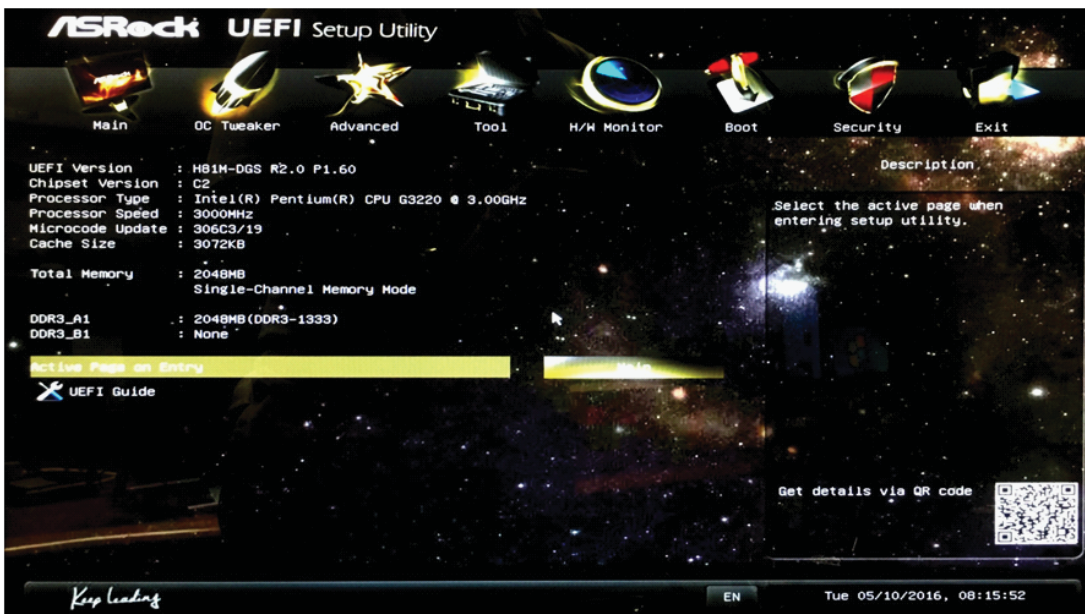 ASRock UEFI Setup Utility
Main OC Tweaker Advanced Tool H/W Monitor Boot Security Exit
UEFI Version : H81M-DGS R2.0 P1.60
Chipset Version : C2
Processor Type : Intel(R) Pentium(R) CPU G3220 @ 3.00GHz
Processor Speed : 3000MHz
Microcode Update : 306C3/19
Cache Size : 3072KB
Total Memory : 2048MB
Single-Channel Memory Mode
DDR3_A1 : 2048MB(DDR3-1333)
DDR3_B1 : None
Active Page on Entry Main
UEFI Guide
Description
Select the active page when
entering setup utility.
Get details via QR code
Keep Leading
EN Tue 05/10/2016, 08:15:52